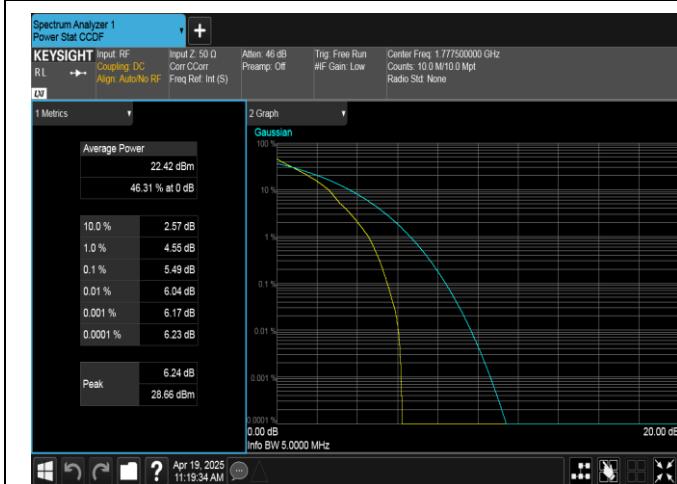 Spectrum Analyzer 1
Power Stat CCDF
KEYSIGHT
RL
LXI
Input: RF
Coupling: DC
Align: Auto/No RF
Input Z: 50 Ω
Corr CCorr
Freq Ref: Int (S)
Atten: 46 dB
Preamp: Off
Trig: Free Run
#IF Gain: Low
Center Freq: 1.777500000 GHz
Counts: 10.0 M/10.0 Mpt
Radio Std: None
1 Metrics
Average Power
22.42 dBm
46.31 % at 0 dB
10.0 % 2.57 dB
1.0 % 4.55 dB
0.1 % 5.49 dB
0.01 % 6.04 dB
0.001 % 6.17 dB
0.0001 % 6.23 dB
Peak
6.24 dB
28.66 dBm
2 Graph
Gaussian
100 %
10 %
1 %
0.1 %
0.01 %
0.001 %
0.0001 %
0.00 dB
20.00 dB
Info BW 5.0000 MHz
?
Apr 19, 2025
11:19:34 AM